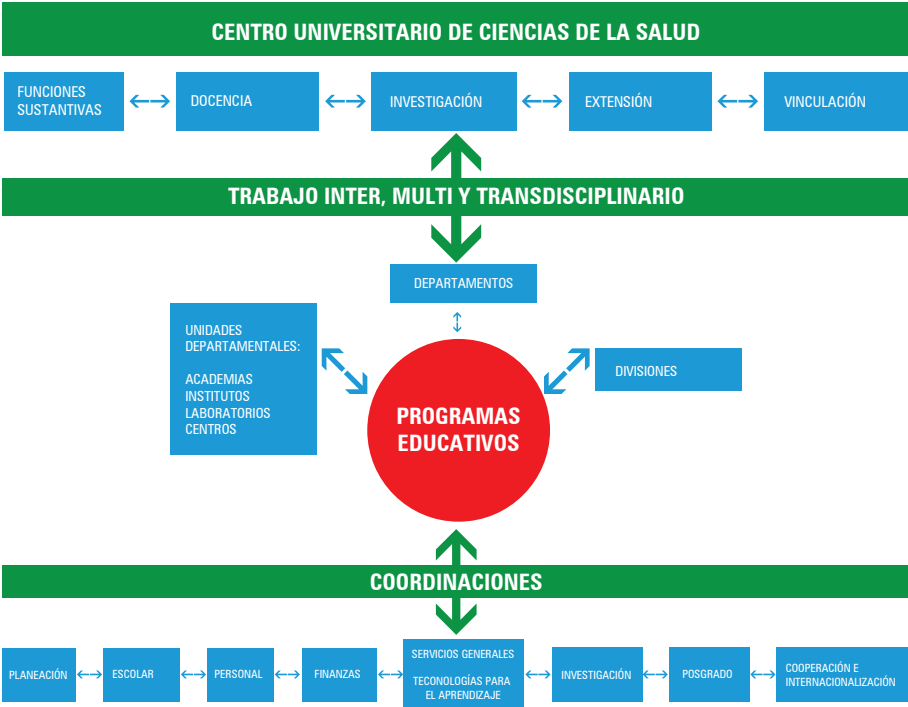 CENTRO UNIVERSITARIO DE CIENCIAS DE LA SALUD
FUNCIONES
SUSTANTIVAS
DOCENCIA
INVESTIGACIÓN
EXTENSIÓN
VINCULACIÓN
TRABAJO INTER, MULTI Y TRANSDISCIPLINARIO
DEPARTAMENTOS
UNIDADES
DEPARTAMENTALES:
ACADEMIAS
INSTITUTOS
LABORATORIOS
CENTROS
DIVISIONES
PROGRAMAS
EDUCATIVOS
COORDINACIONES
PLANEACIÓN
ESCOLAR
PERSONAL
FINANZAS
SERVICIOS GENERALES
TECONOLOGÍAS PARA
EL APRENDIZAJE
INVESTIGACIÓN
POSGRADO
COOPERACIÓN E
INTERNACIONALIZACIÓN